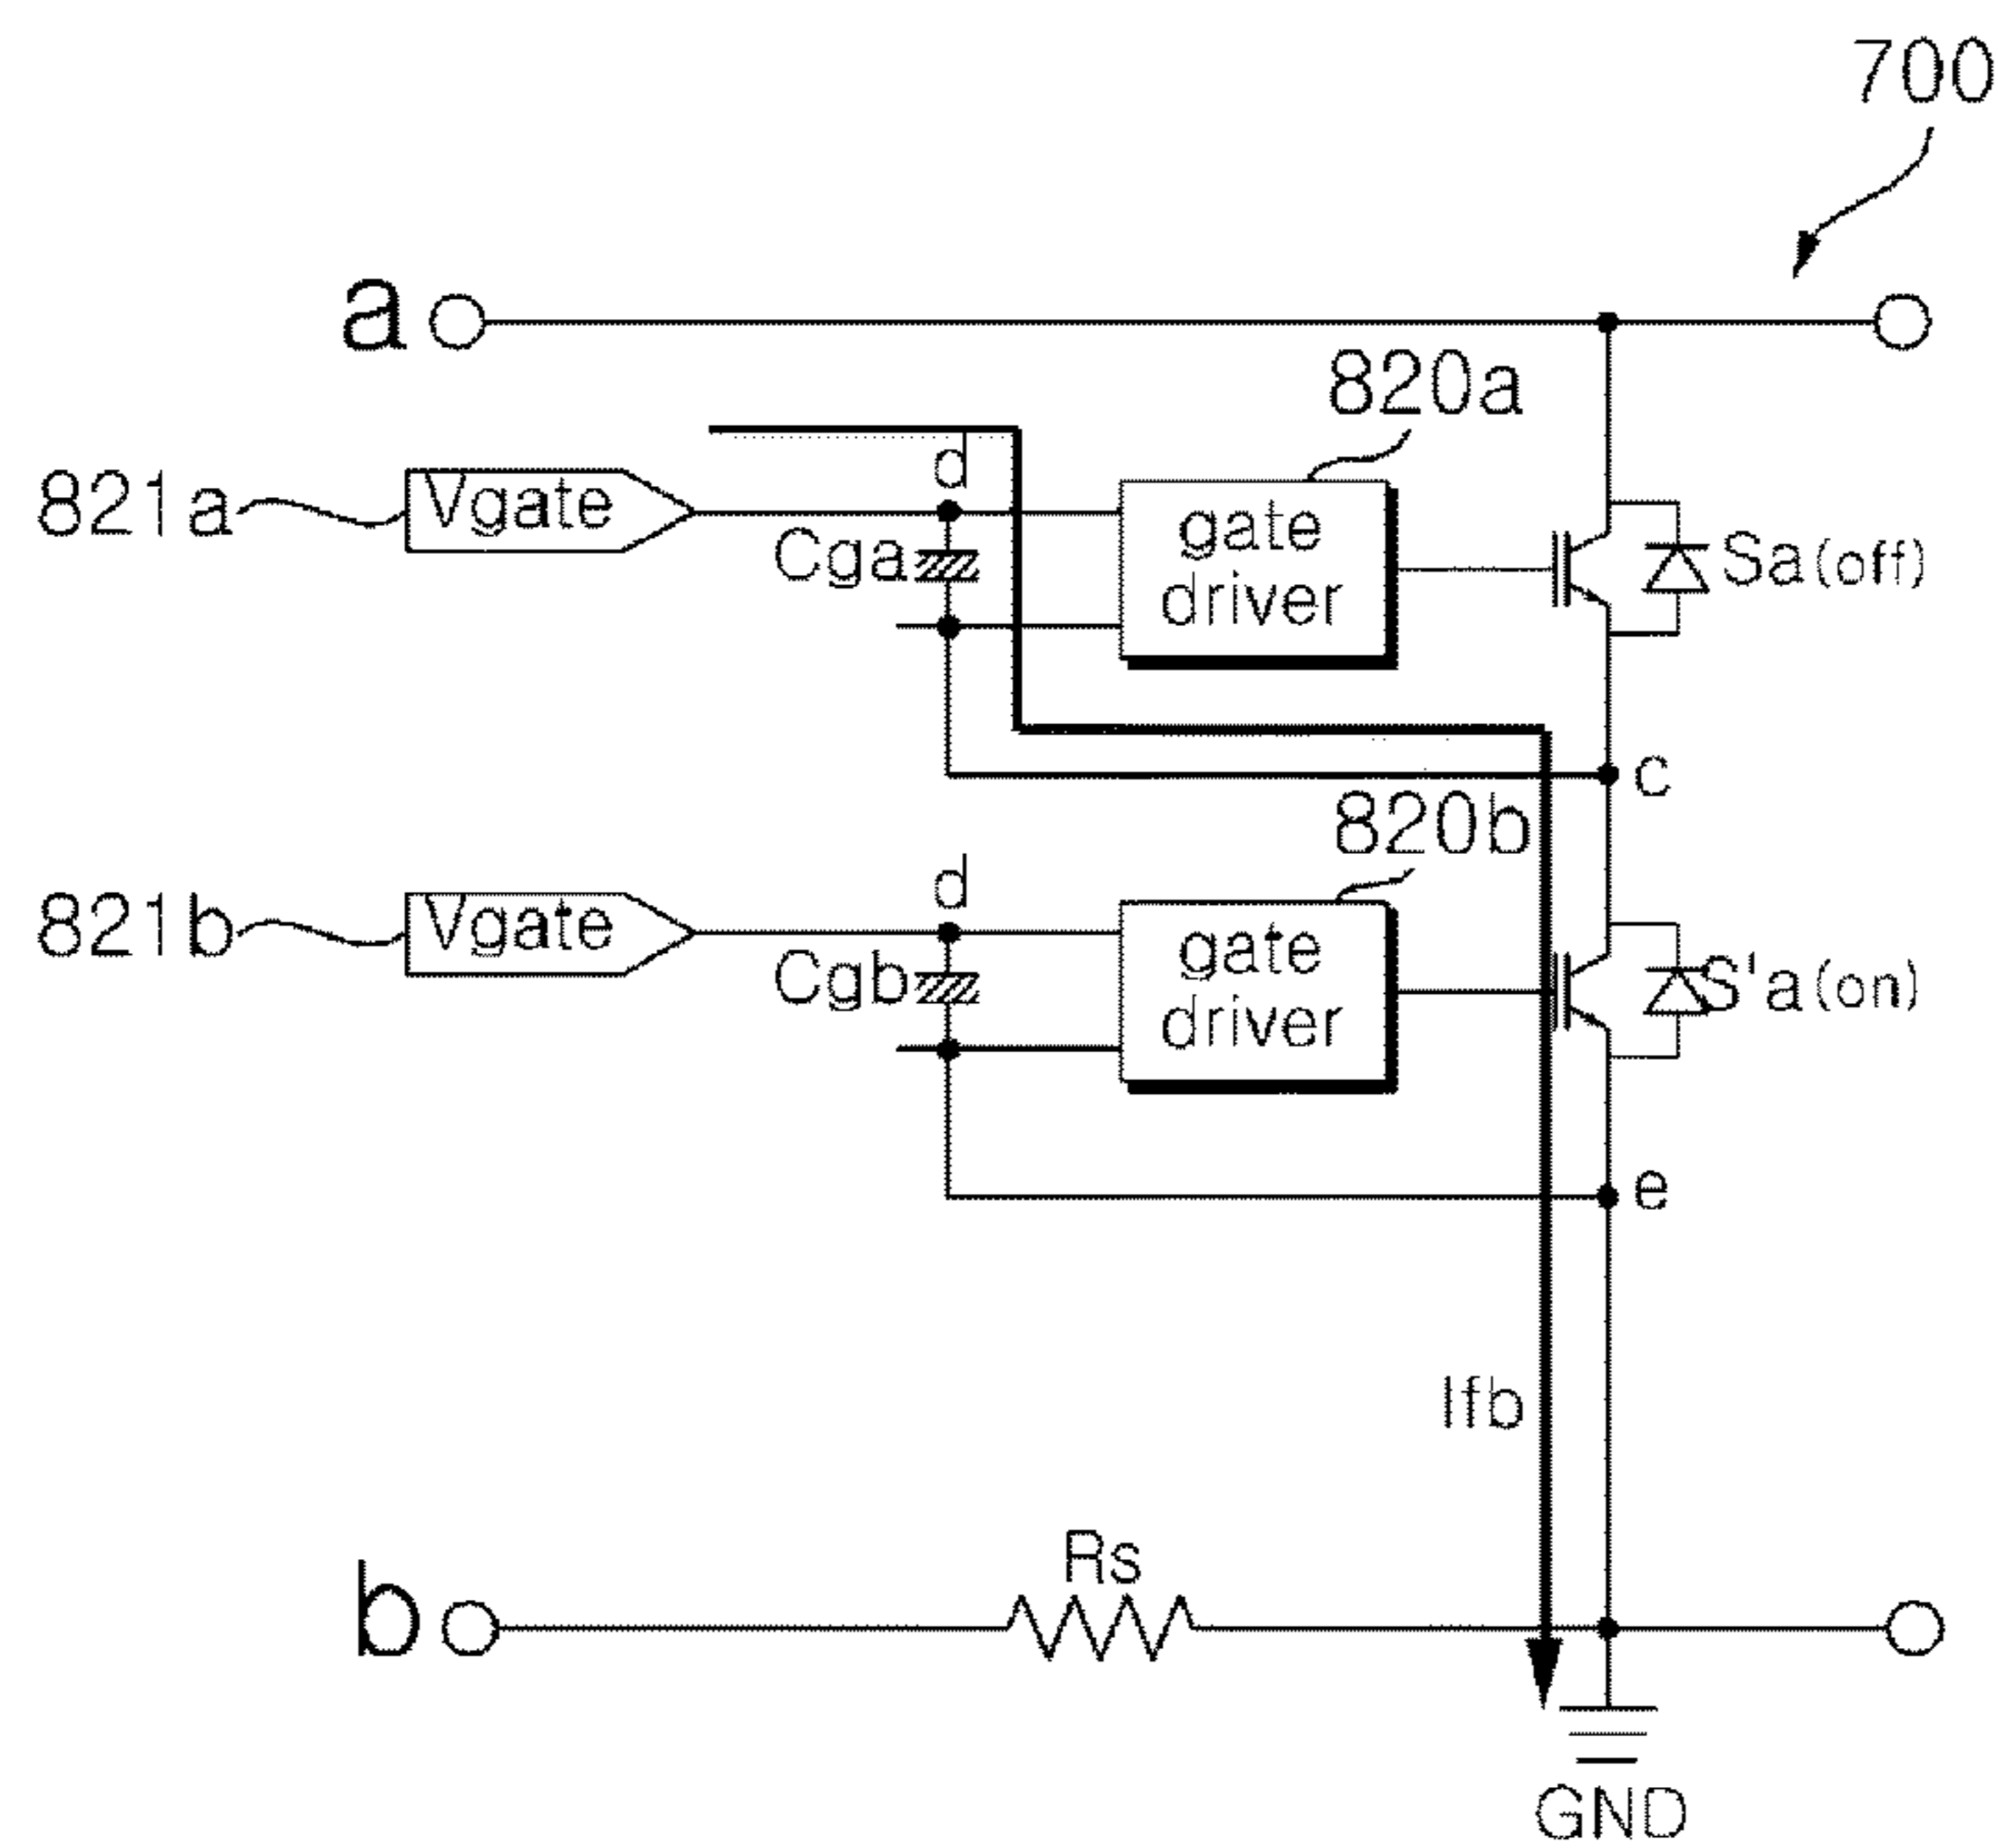 700
a
820a
d
821a
Vgate
Cga
gate
driver
Sa(off)
c
820b
d
821b
Vgate
Cgb
gate
driver
S'a(on)
e
Ifb
Rs
b
GND